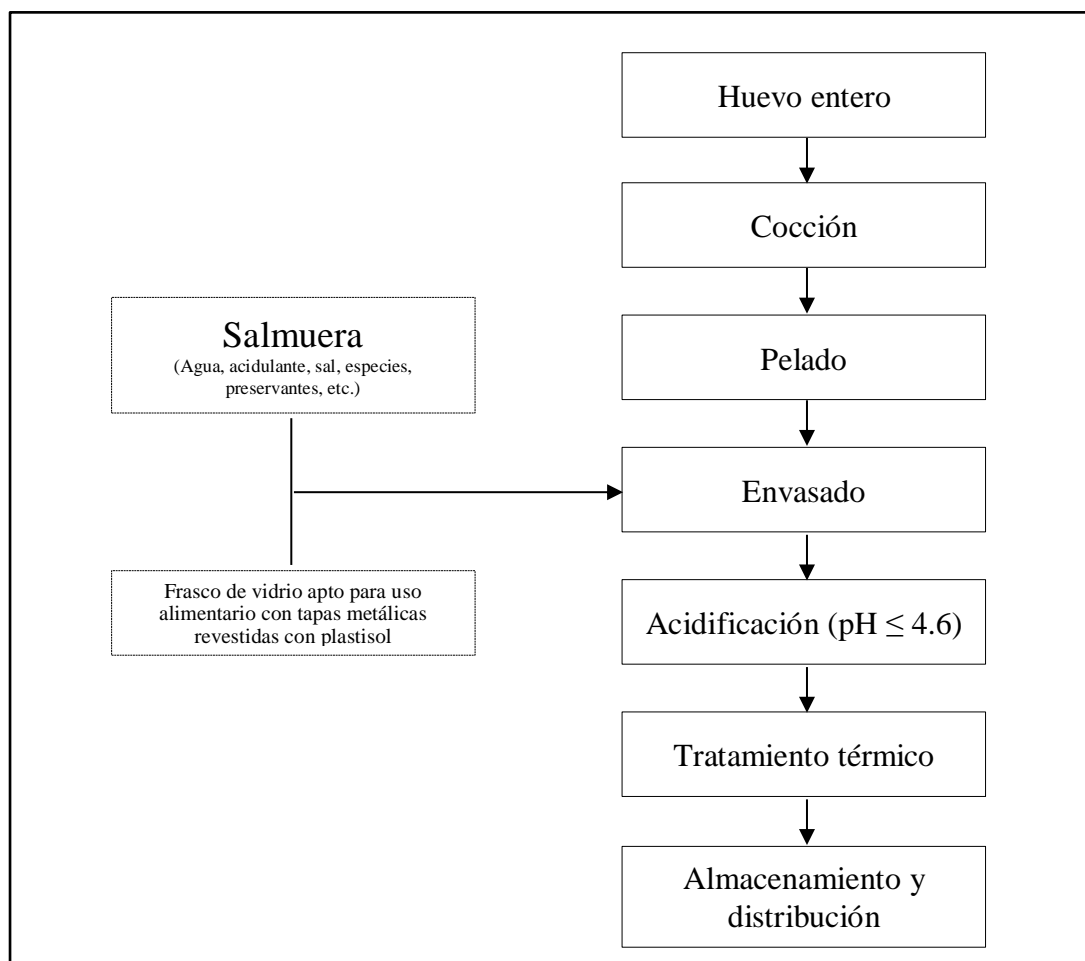 Huevo entero
Cocción
Pelado
Salmuera
(Agua, acidulante, sal, especies,
preservantes, etc.)
Envasado
Frasco de vidrio apto para uso
alimentario con tapas metálicas
revestidas con plastisol
Acidificación (pH ≤ 4.6)
Tratamiento térmico
Almacenamiento y
distribución